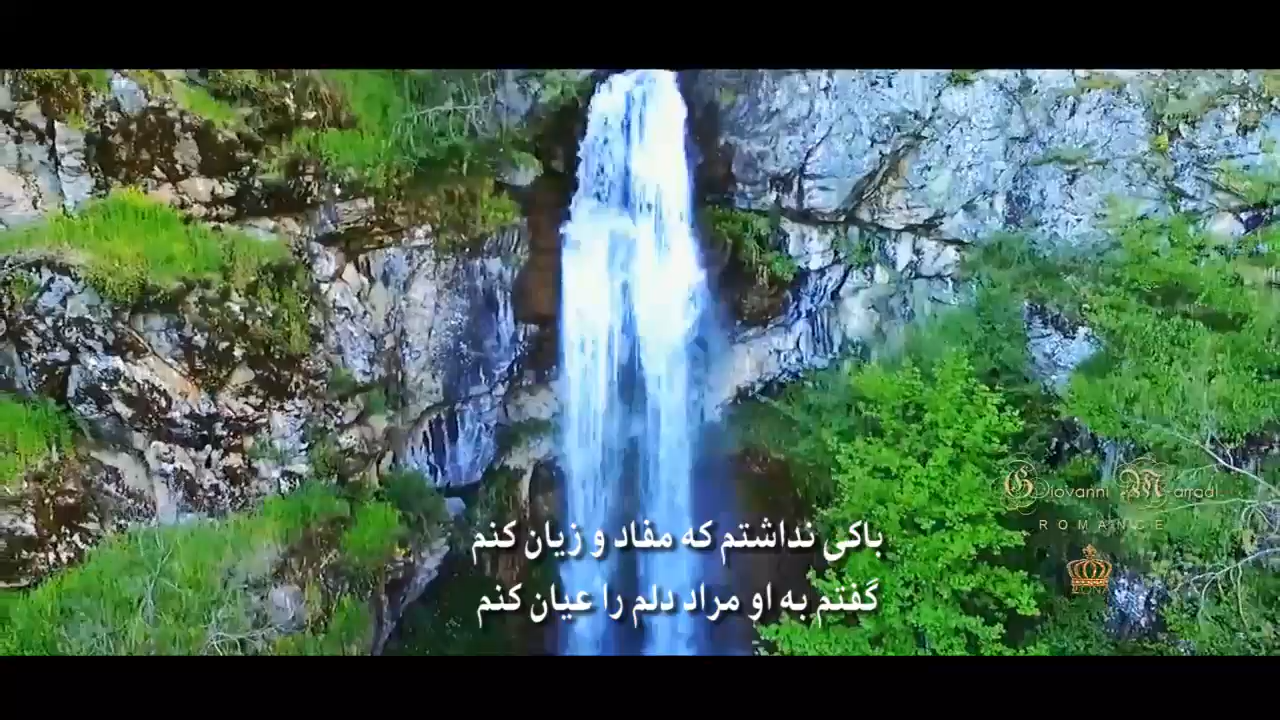 باکی نداشتم که مفاد و زیان کنم
گفتم به او مراد دلم را عیان کنم
Giovanni Marradi
ROMANCE